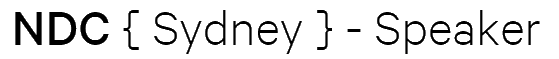 NDC { Sydney } - Speaker